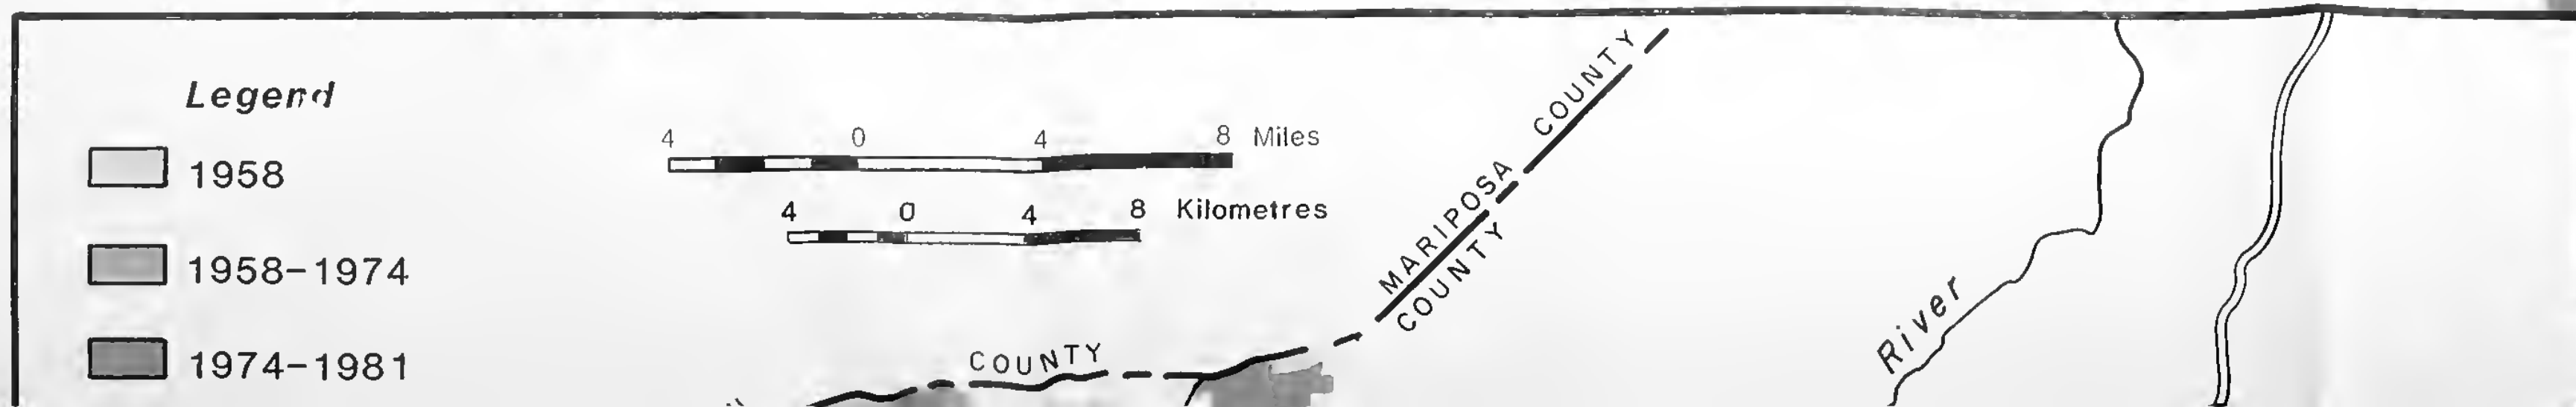 Legend
1958
1958-1974
1974-1981
4 0 4 8 Miles
4 0 4 8 Kilometres
MARIPOSA COUNTY
COUNTY
COUNTY
River